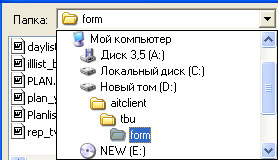 Папка: form
Мой компьютер
Диск 3,5 (A:)
Локальный диск (C:)
Новый том (D:)
aitclient
tbu
form
NEW (E:)
daylist
illlist_b
PLAN.
plan_y
Planlis
rep_tv